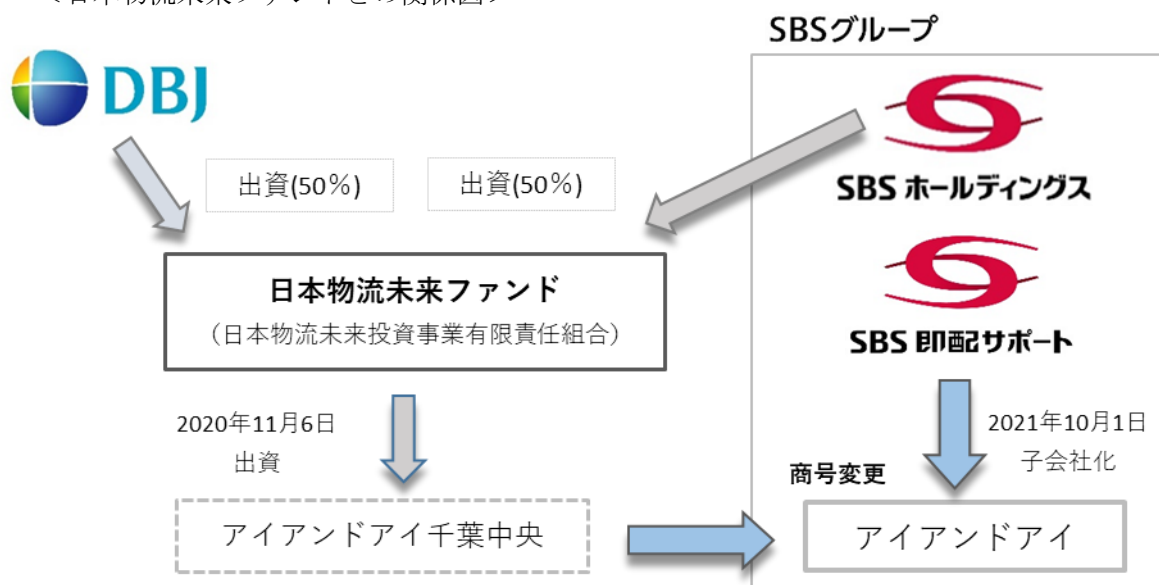 SBSグループ
DBJ
出資(50%)
出資(50%)
SBS ホールディングス
日本物流未来ファンド
（日本物流未来投資事業有限責任組合）
SBS 即配サポート
2020年11月6日
出資
2021年10月1日
子会社化
商号変更
アイアンドアイ千葉中央
アイアンドアイ